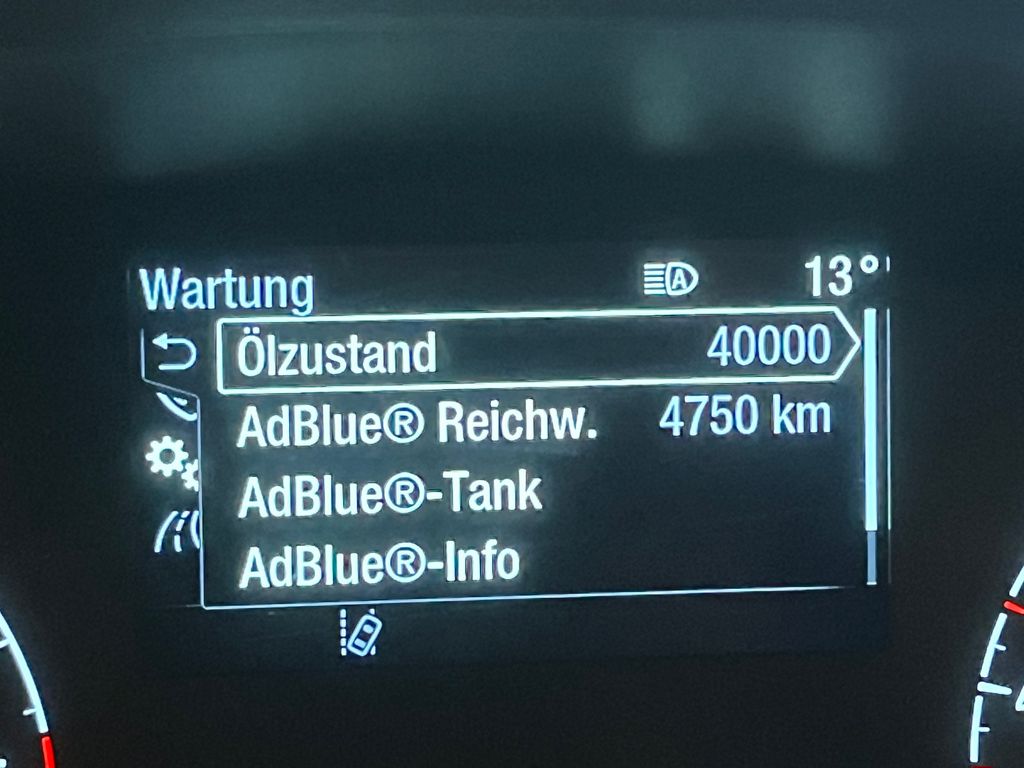 Wartung
13°
Ölzustand 40000
AdBlue® Reichw. 4750 km
AdBlue®-Tank
AdBlue®-Info